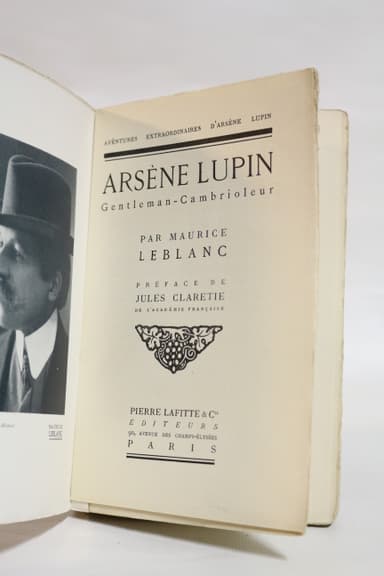 AVENTURES EXTRAORDINAIRES D'ARSÈNE LUPIN
ARSÈNE LUPIN
Gentleman-Cambrioleur
PAR MAURICE
LEBLANC
PRÉFACE DE
JULES CLARETIE
DE L'ACADÉMIE FRANÇAISE
PIERRE LAFITTE & Cie
ÉDITEURS
90, AVENUE DES CHAMPS-ÉLYSÉES
PARIS
LEBLANC